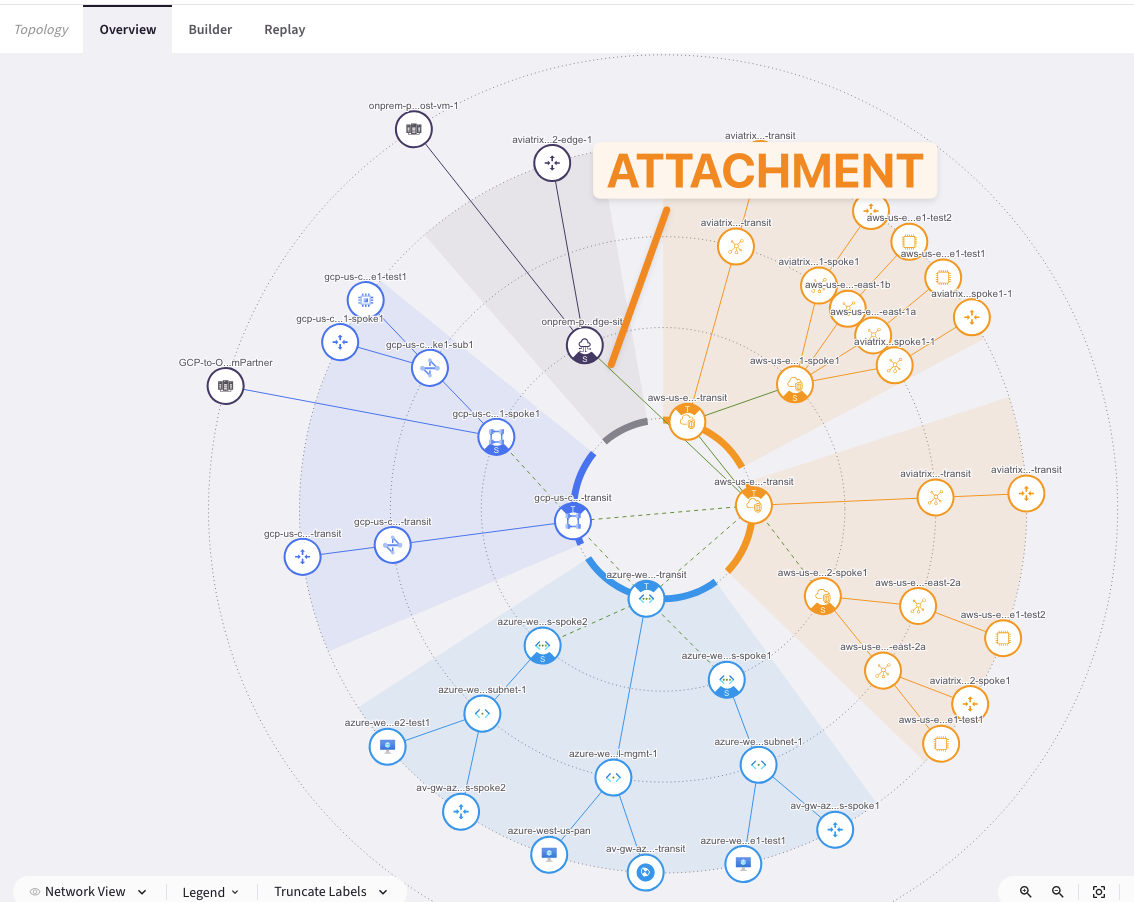 Topology Overview Builder Replay
onprem-p...ost-vm-1
aviatrix...2-edge-1
aviatrix...-transit
ATTACHMENT
aws-us-e...e1-test2
aviatrix...-transit
aws-us-e...e1-test1
aviatrix...1-spoke1
gcp-us-c...e1-test1
aws-us-e...-east-1b
aviatrix...spoke1-1
aws-us-e...-east-1a
gcp-us-c...1-spoke1
onprem-p...dge-sit
S
aviatrix...spoke1-1
gcp-us-c...ke1-sub1
GCP-to-O...mPartner
aws-us-e...1-spoke1
S
aws-us-e...-transit
T
gcp-us-c...1-spoke1
S
aviatrix...-transit
aviatrix...-transit
aws-us-e...-transit
T
gcp-us-c...-transit
T
gcp-us-c...-transit
gcp-us-c...-transit
azure-we...-transit
T
aws-us-e...2-spoke1
S
aws-us-e...-east-2a
aws-us-e...e1-test2
azure-we...s-spoke2
S
aws-us-e...-east-2a
azure-we...s-spoke1
S
aviatrix...2-spoke1
azure-we...subnet-1
aws-us-e...e1-test1
azure-we...e2-test1
azure-we...subnet-1
azure-we...l-mgmt-1
av-gw-az...s-spoke2
av-gw-az...s-spoke1
azure-west-us-pan
azure-we...e1-test1
av-gw-az...-transit
Network View Legend Truncate Labels